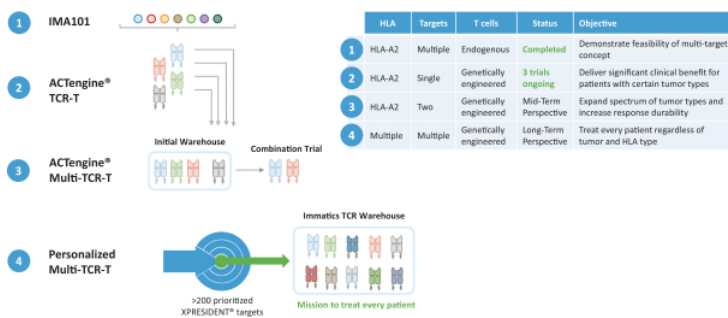 1 IMA101
2 ACTengine®
TCR-T
Initial Warehouse
Combination Trial
3 ACTengine®
Multi-TCR-T
Immatics TCR Warehouse
4 Personalized
Multi-TCR-T
>200 prioritized
XPRESIDENT® targets
Mission to treat every patient
HLA Targets T cells Status Objective
1 HLA-A2 Multiple Endogenous Completed Demonstrate feasibility of multi-target
concept
2 HLA-A2 Single Genetically engineered 3 trials ongoing Deliver significant clinical benefit for
patients with certain tumor types
3 HLA-A2 Two Genetically engineered Mid-Term Perspective Expand spectrum of tumor types and
increase response durability
4 Multiple Multiple Genetically engineered Long-Term Perspective Treat every patient regardless of
tumor and HLA type